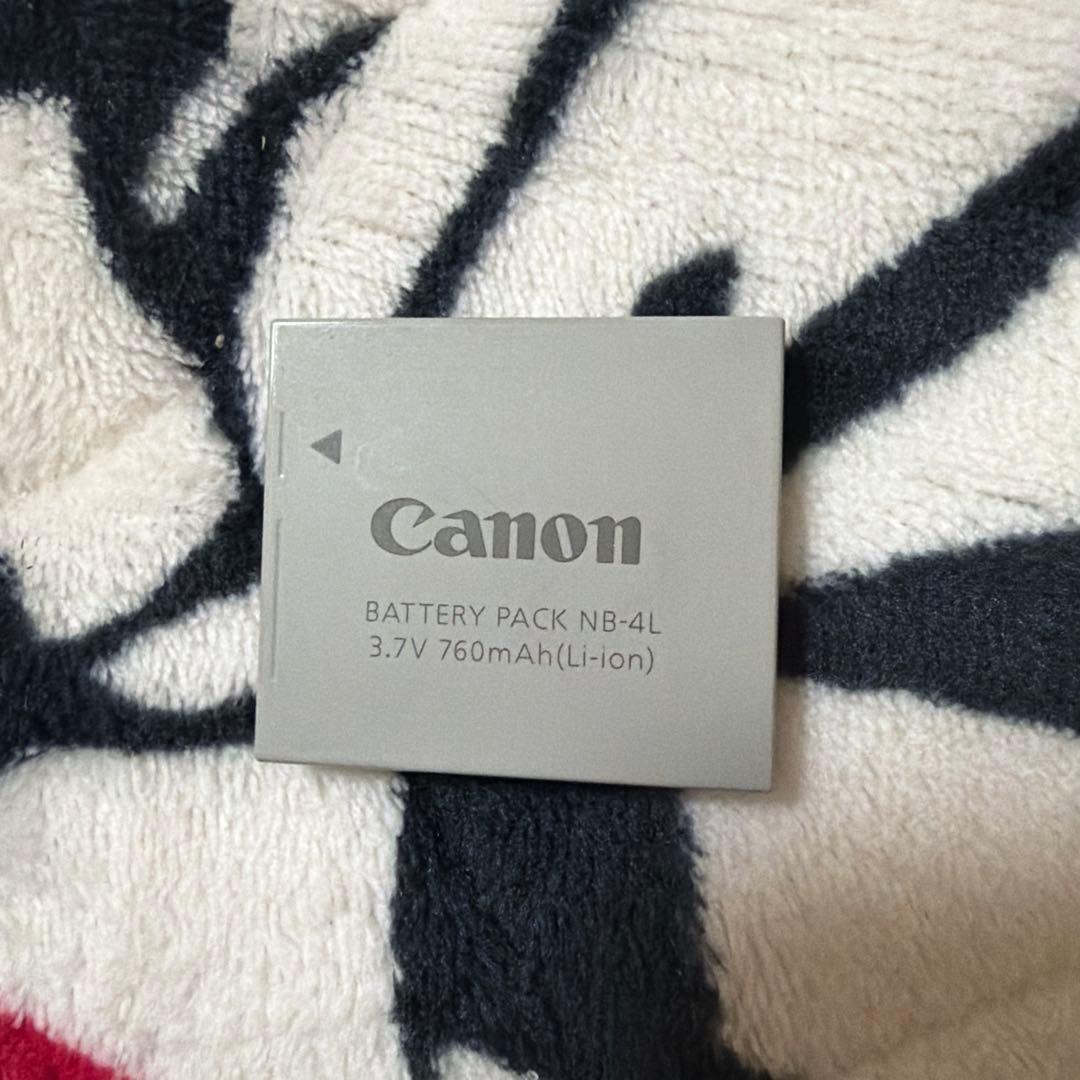 Canon
BATTERY PACK NB-4L
3.7V 760mAh(Li-ion)